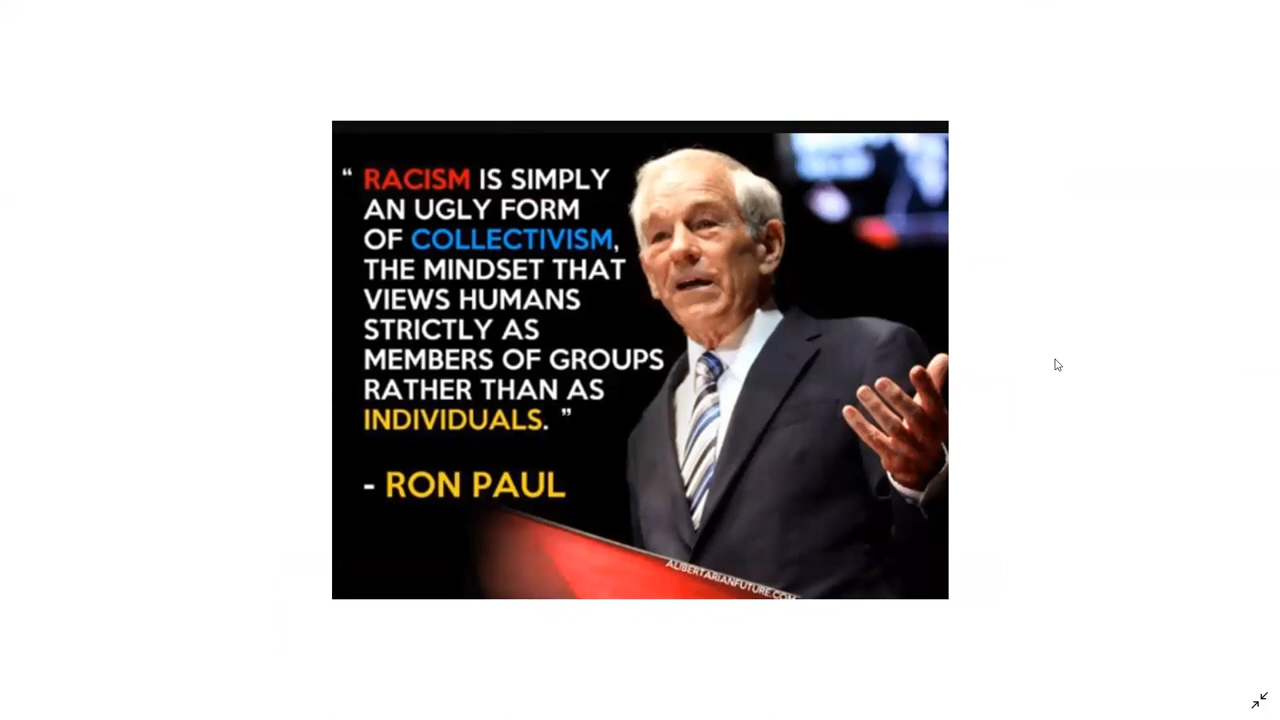 “ RACISM IS SIMPLY
AN UGLY FORM
OF COLLECTIVISM,
THE MINDSET THAT
VIEWS HUMANS
STRICTLY AS
MEMBERS OF GROUPS
RATHER THAN AS
INDIVIDUALS. ”
- RON PAUL
ALIBERTARIANFUTURE.COM